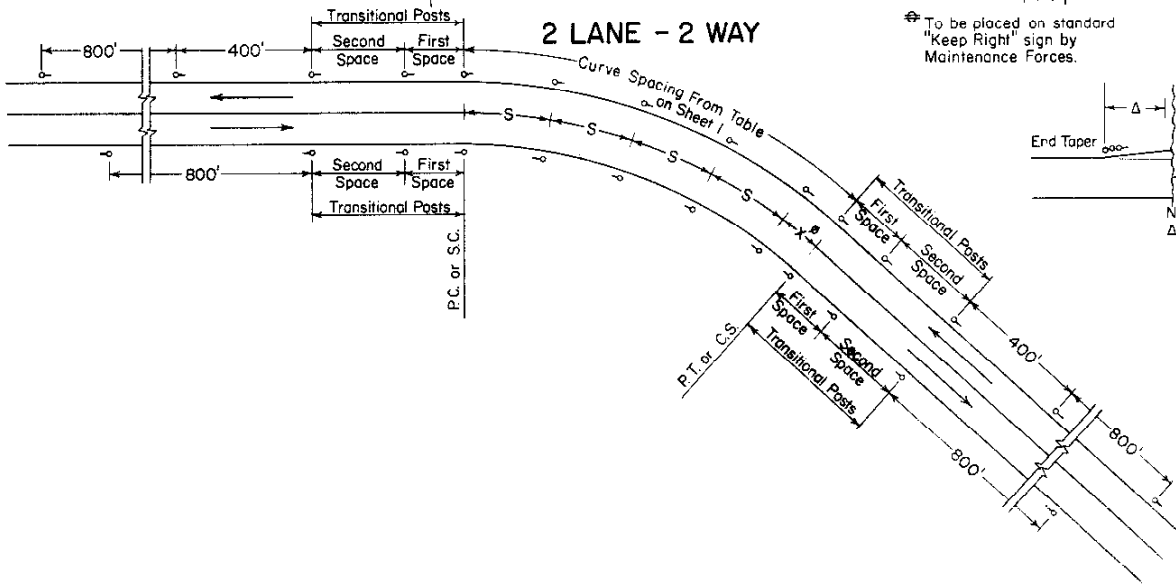 2 LANE - 2 WAY
To be placed on standard
"Keep Right" sign by
Maintenance Forces.
Transitional Posts
800'
400'
Second
Space
First
Space
Curve Spacing From Table
on Sheet 1
S
S
S
S
X ø
800'
Second
Space
First
Space
Transitional Posts
P.C. or S.C.
Transitional Posts
First
Space
Second
Space
400'
800'
P.T. or C.S.
First
Space
Second
Space
Transitional Posts
800'
Δ
End Taper
N
Δ